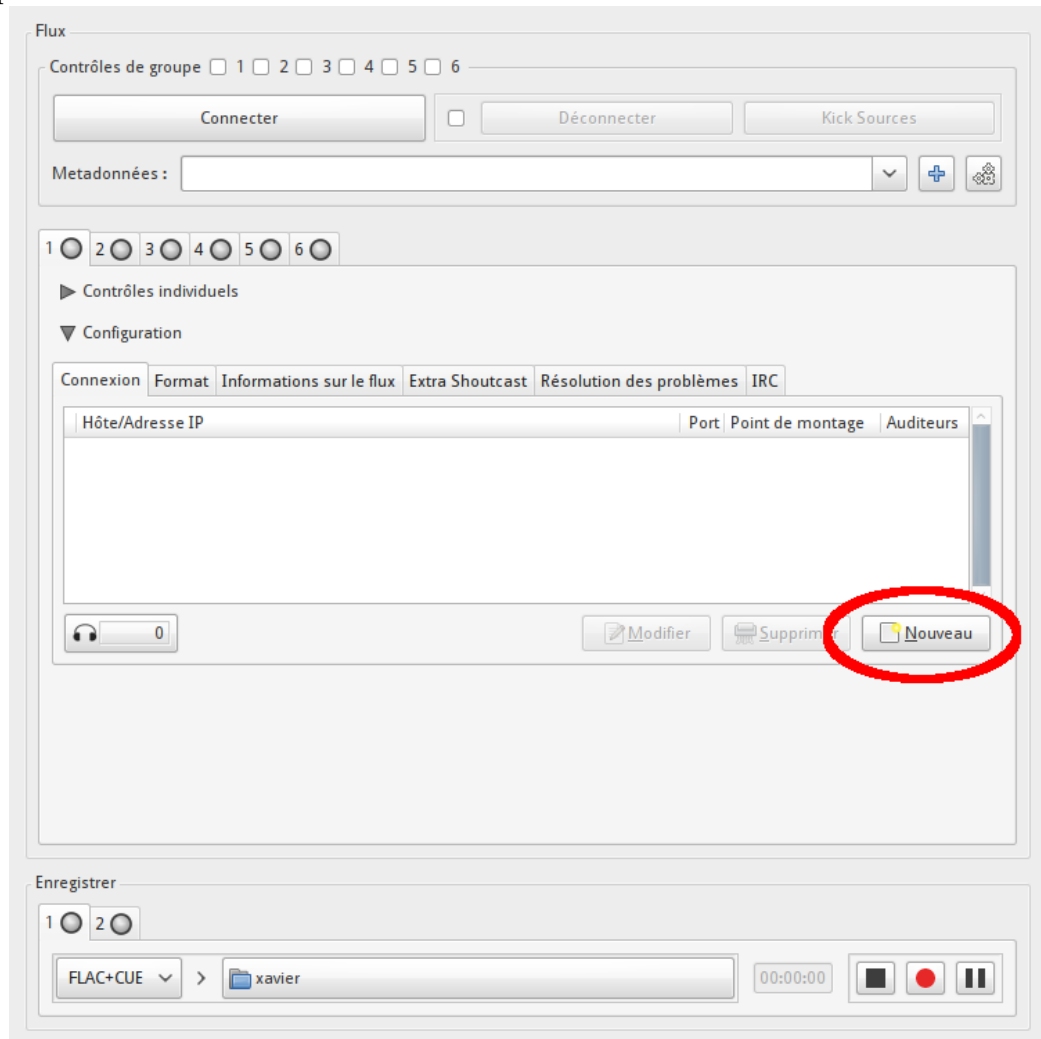 Flux
Contrôles de groupe 1 2 3 4 5 6
Connecter Déconnecter Kick Sources
Metadonnées :
1 2 3 4 5 6
Contrôles individuels
Configuration
Connexion Format Informations sur le flux Extra Shoutcast Résolution des problèmes IRC
Hôte/Adresse IP Port Point de montage Auditeurs
0 Modifier Supprimer Nouveau
Enregistrer
1 2
FLAC+CUE > xavier 00:00:00